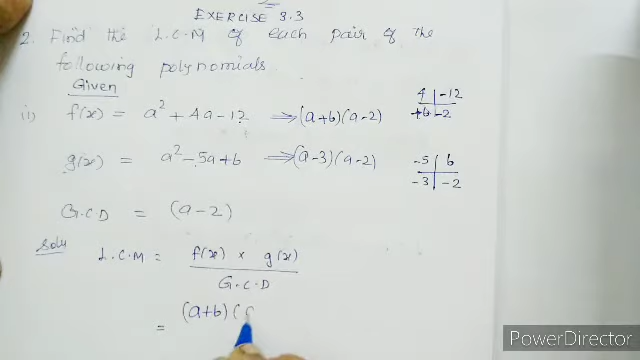 EXERCISE 3.3
2. Find the L.C.M of each pair of the
following polynomials
Given
ii) f(x) = a² + 4a - 12 ⟹ (a+6)(a-2)
4 | -12
+6 | -2
g(x) = a² - 5a + 6 ⟹ (a-3)(a-2)
-5 | 6
-3 | -2
G.C.D = (a-2)
Soln
L.C.M = f(x) × g(x)
G.C.D
= (a+6)(
PowerDirector